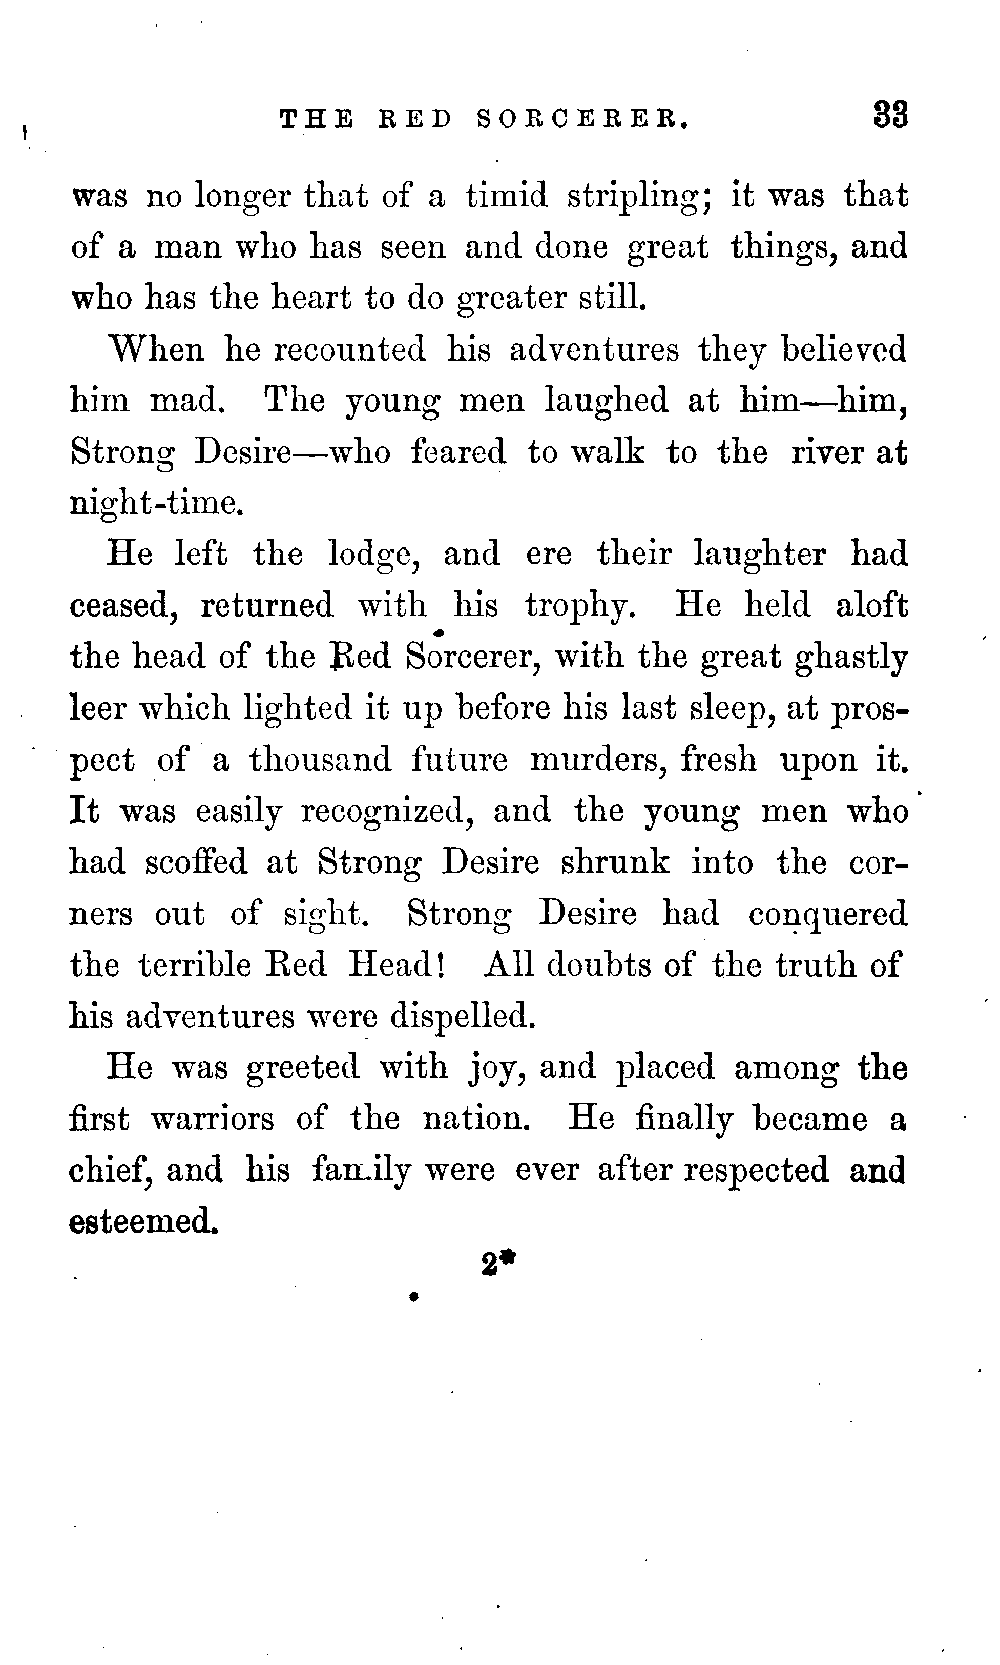 THE RED SORCERER. 33
was no longer that of a timid stripling; it was that
of a man who has seen and done great things, and
who has the heart to do greater still.
When he recounted his adventures they believed
him mad. The young men laughed at him—him,
Strong Desire—who feared to walk to the river at
night-time.
He left the lodge, and ere their laughter had
ceased, returned with his trophy. He held aloft
the head of the Red Sorcerer, with the great ghastly
leer which lighted it up before his last sleep, at pros-
pect of a thousand future murders, fresh upon it.
It was easily recognized, and the young men who
had scoffed at Strong Desire shrunk into the cor-
ners out of sight. Strong Desire had conquered
the terrible Red Head! All doubts of the truth of
his adventures were dispelled.
He was greeted with joy, and placed among the
first warriors of the nation. He finally became a
chief, and his family were ever after respected and
esteemed.
2*